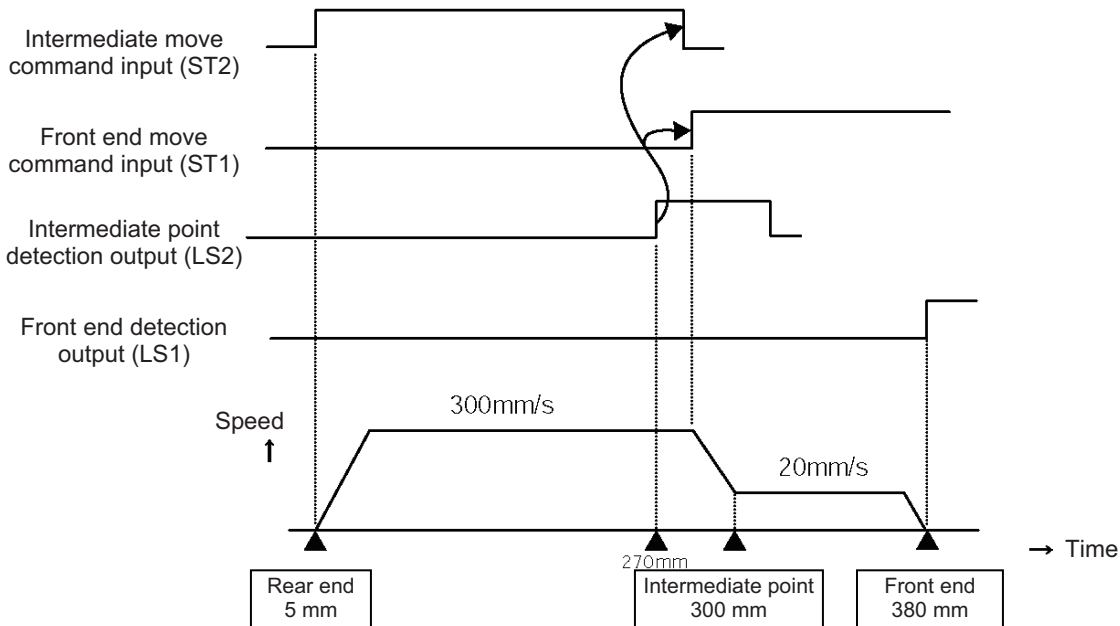 Intermediate move
command input (ST2)
Front end move
command input (ST1)
Intermediate point
detection output (LS2)
Front end detection
output (LS1)
Speed
↑
300mm/s
20mm/s
→ Time
270mm
Rear end
5 mm
Intermediate point
300 mm
Front end
380 mm